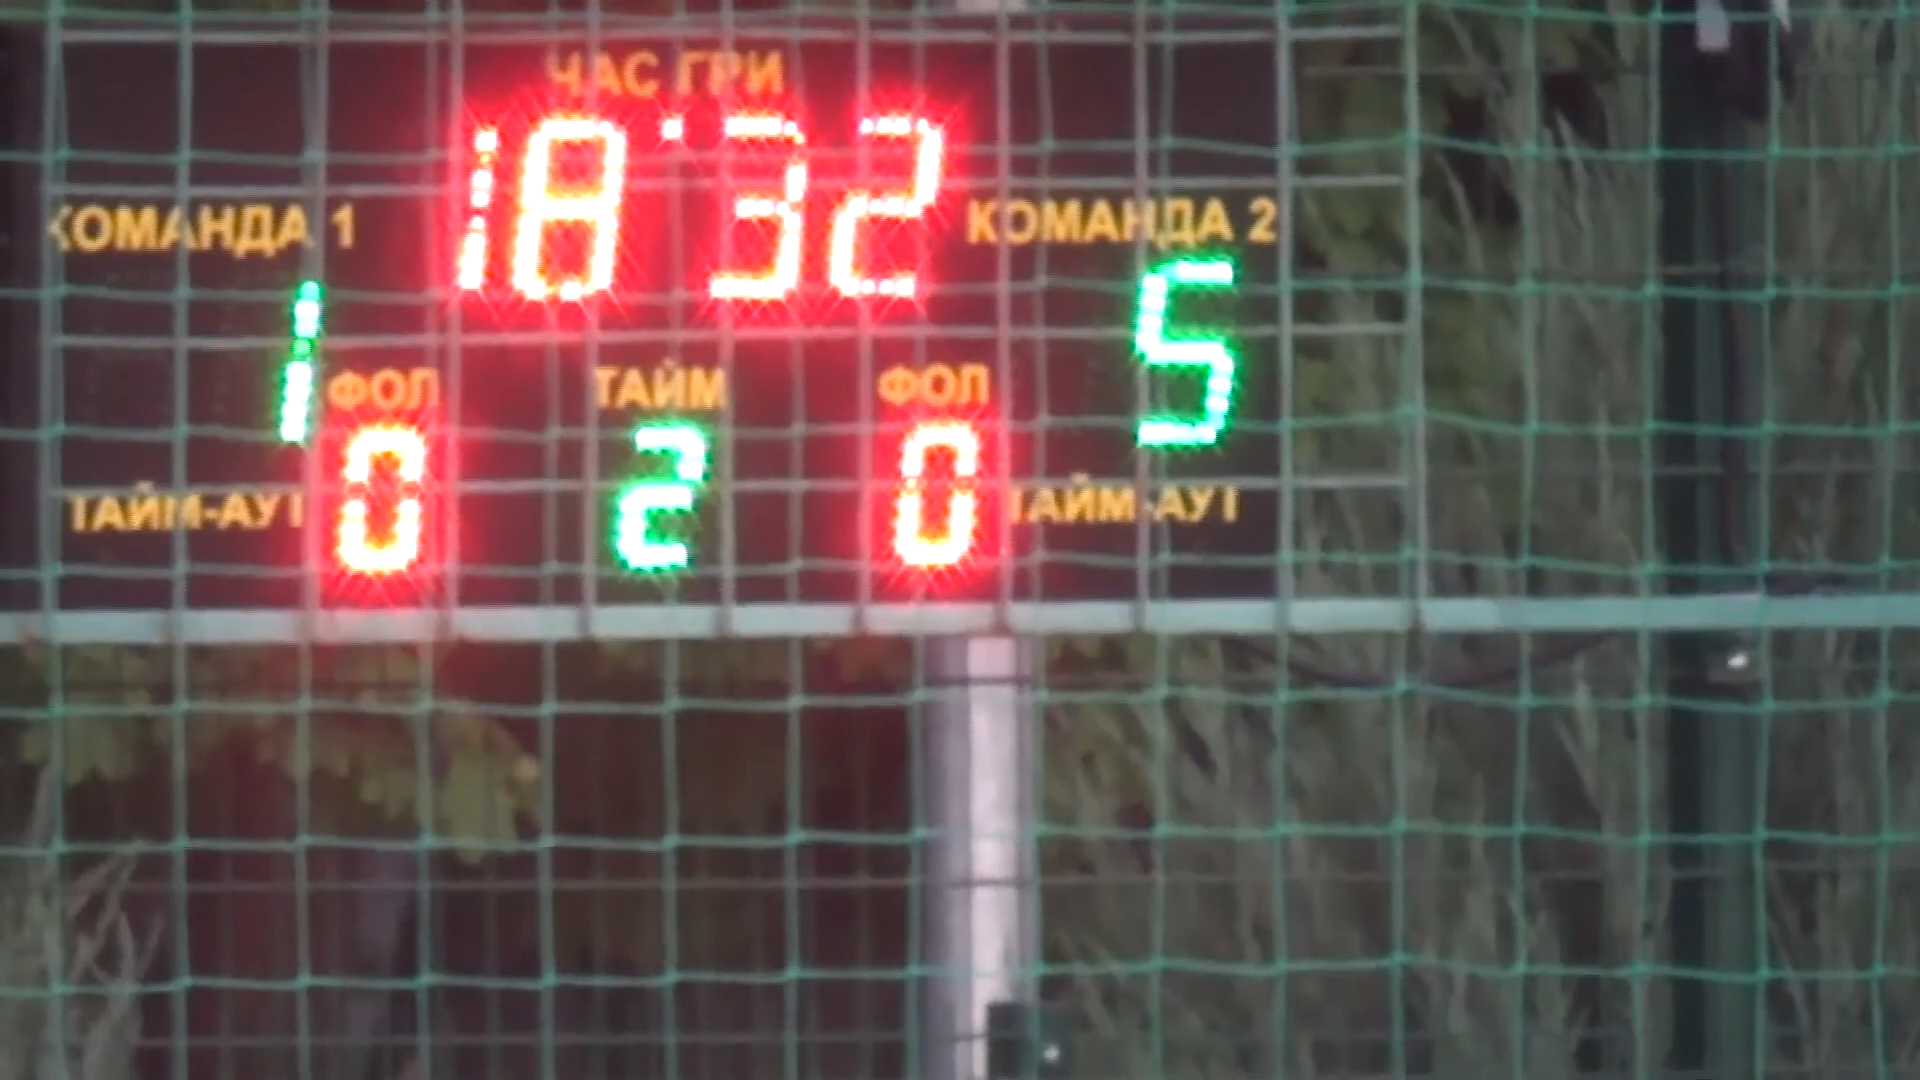 ЧАС ГРИ
18'32
КОМАНДА 1
КОМАНДА 2
1
5
ФОЛ
ТАЙМ
ФОЛ
0
2
0
ТАЙМ-АУТ
ТАЙМ-АУТ